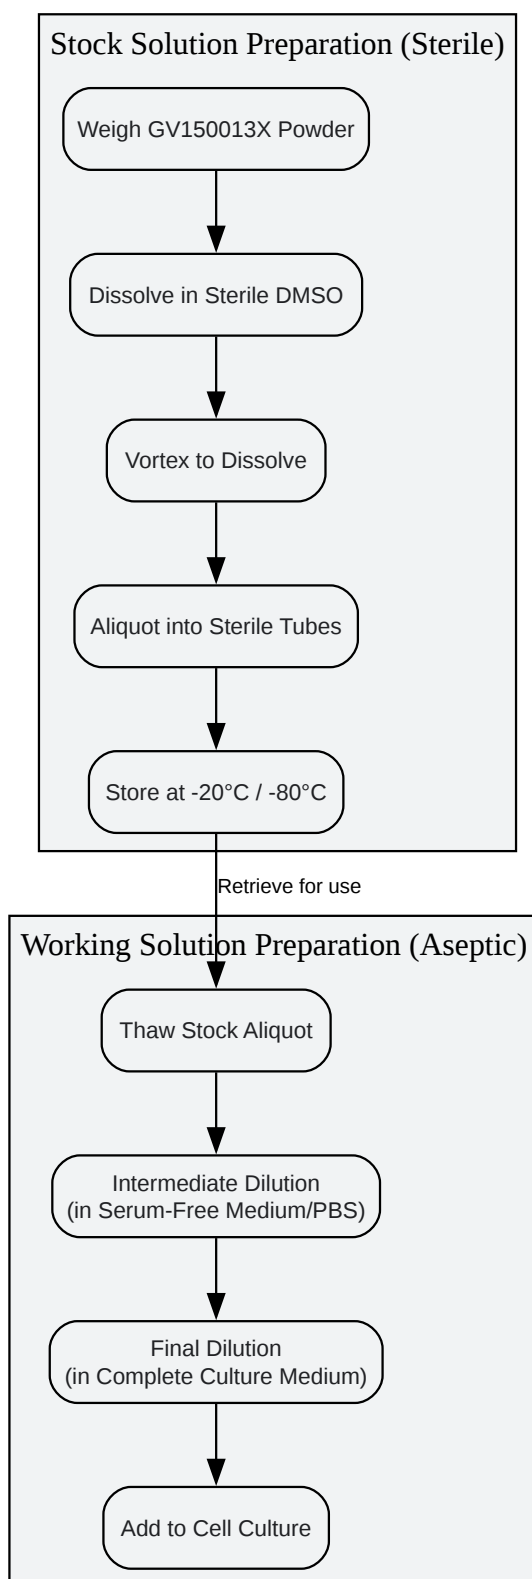 Stock Solution Preparation (Sterile)
Weigh GV150013X Powder
Dissolve in Sterile DMSO
Vortex to Dissolve
Aliquot into Sterile Tubes
Store at -20°C / -80°C
Retrieve for use
Working Solution Preparation (Aseptic)
Thaw Stock Aliquot
Intermediate Dilution
(in Serum-Free Medium/PBS)
Final Dilution
(in Complete Culture Medium)
Add to Cell Culture